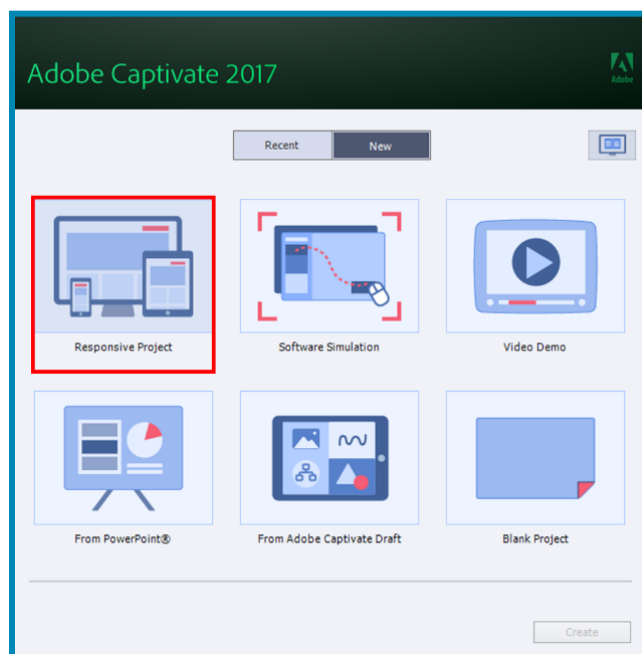 Adobe Captivate 2017
Adobe
Recent
New
Responsive Project
Software Simulation
Video Demo
From PowerPoint®
From Adobe Captivate Draft
Blank Project
Create